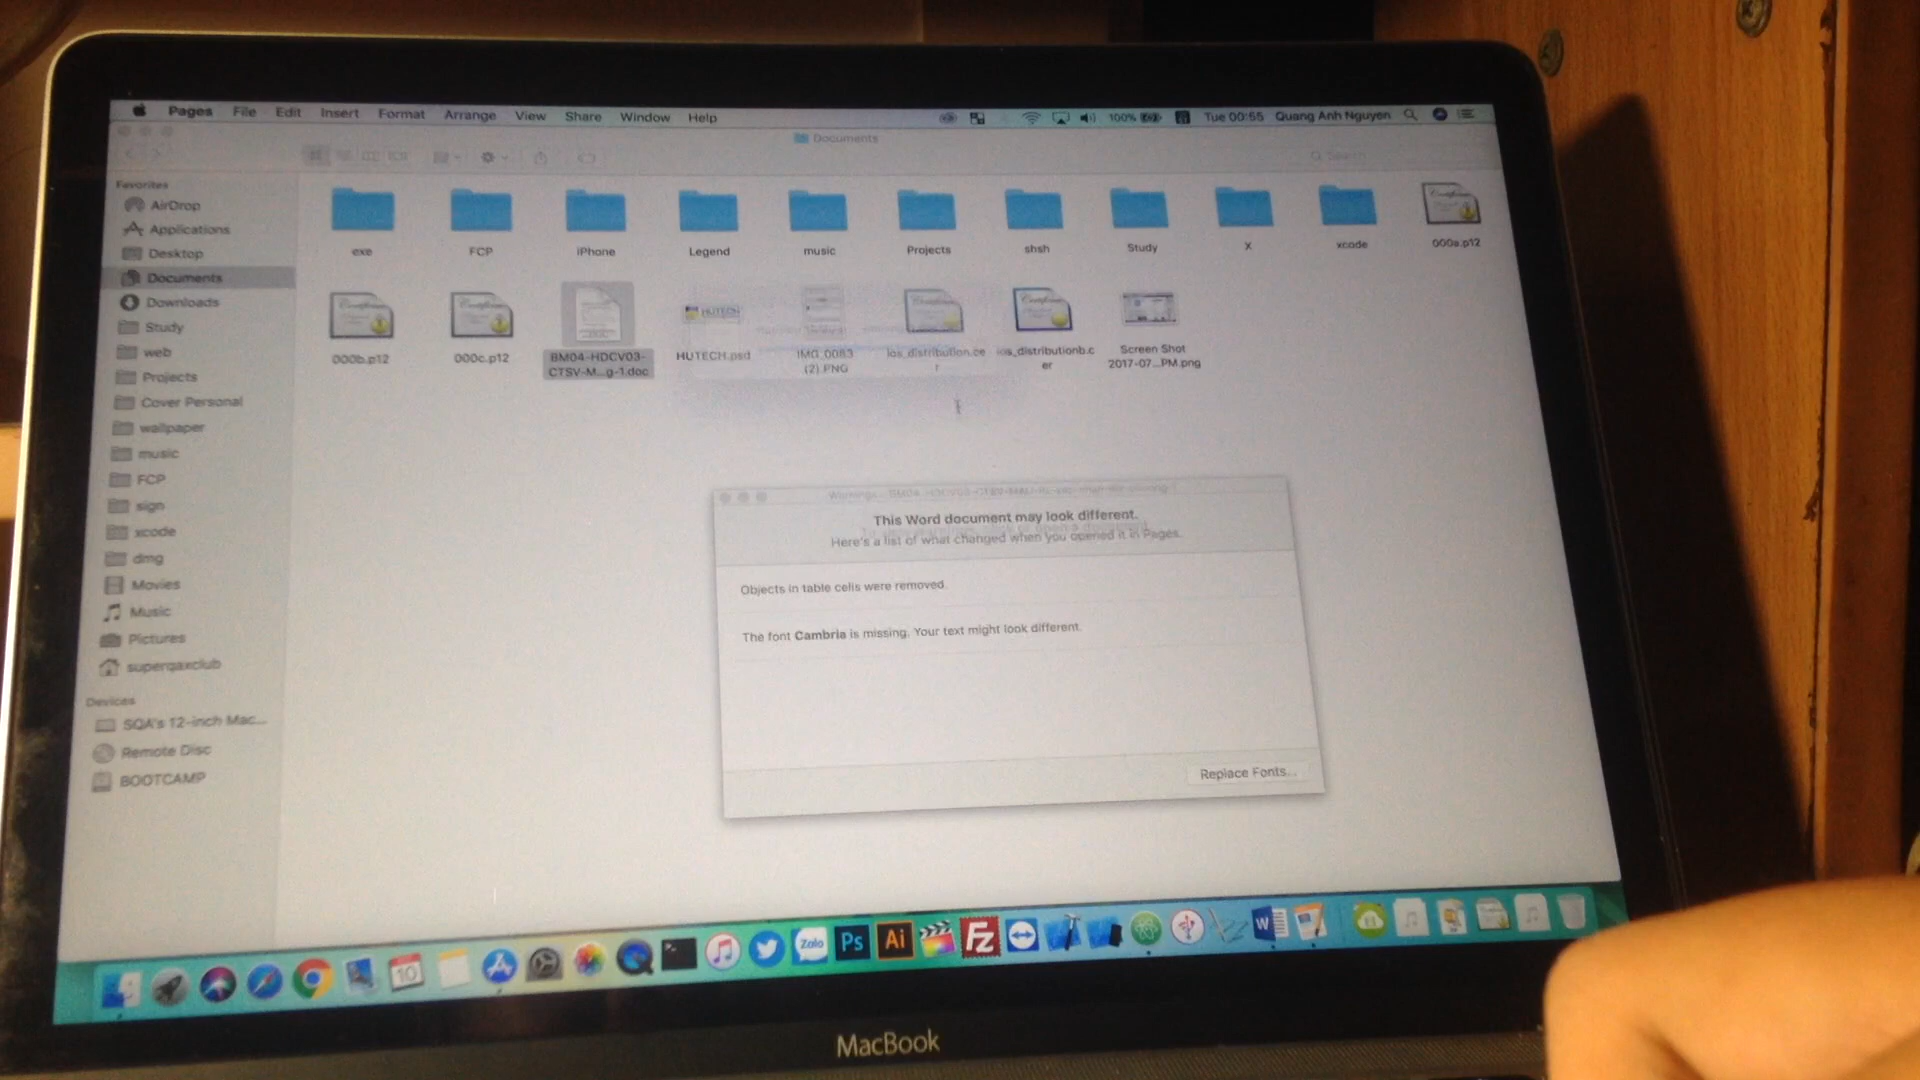 Pages File Edit Insert Format Arrange View Share Window Help
100%
Tue 00:55 Quang Anh Nguyen
Documents
Search
Favorites
AirDrop
Applications
Desktop
Documents
Downloads
Study
web
Projects
Cover Personal
wallpaper
music
FCP
sign
xcode
dmg
Movies
Music
Pictures
superqaxclub
Devices
SQA's 12-inch Mac...
Remote Disc
BOOTCAMP
exe FCP iPhone Legend music Projects shsh Study X xcode 000a.p12
000b.p12
000c.p12
BM04-HDCV03-
CTSV-M...g-1.doc
HUTECH
HUTECH.psd
IMG_0083
(2).PNG
ios_distribution.ce
r
ios_distributionb.c
er
Screen Shot
2017-07...PM.png
This Word document may look different.
Here's a list of what changed when you opened it in Pages.
Objects in table cells were removed.
The font Cambria is missing. Your text might look different.
Replace Fonts...
10
Zalo
Ps
Ai
Fz
W
MacBook